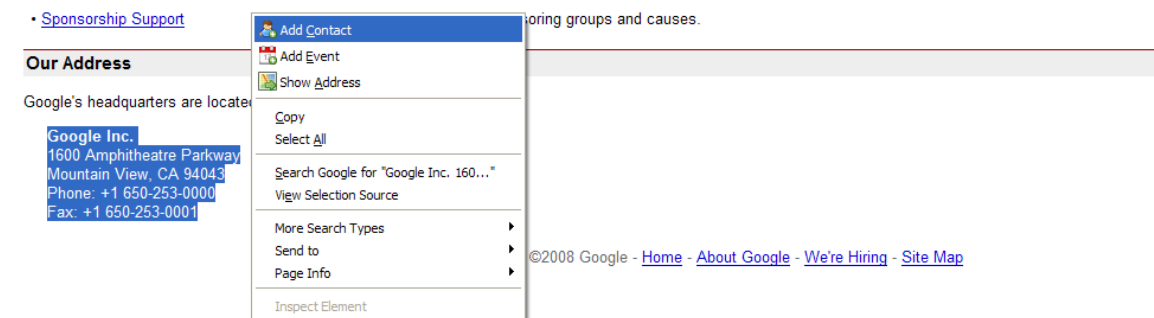 • Sponsorship Support
soring groups and causes.
Our Address
Google's headquarters are located
Google Inc.
1600 Amphitheatre Parkway
Mountain View, CA 94043
Phone: +1 650-253-0000
Fax: +1 650-253-0001
Add Contact
Add Event
Show Address
Copy
Select All
Search Google for "Google Inc. 160..."
View Selection Source
More Search Types
Send to
Page Info
Inspect Element
©2008 Google - Home - About Google - We're Hiring - Site Map